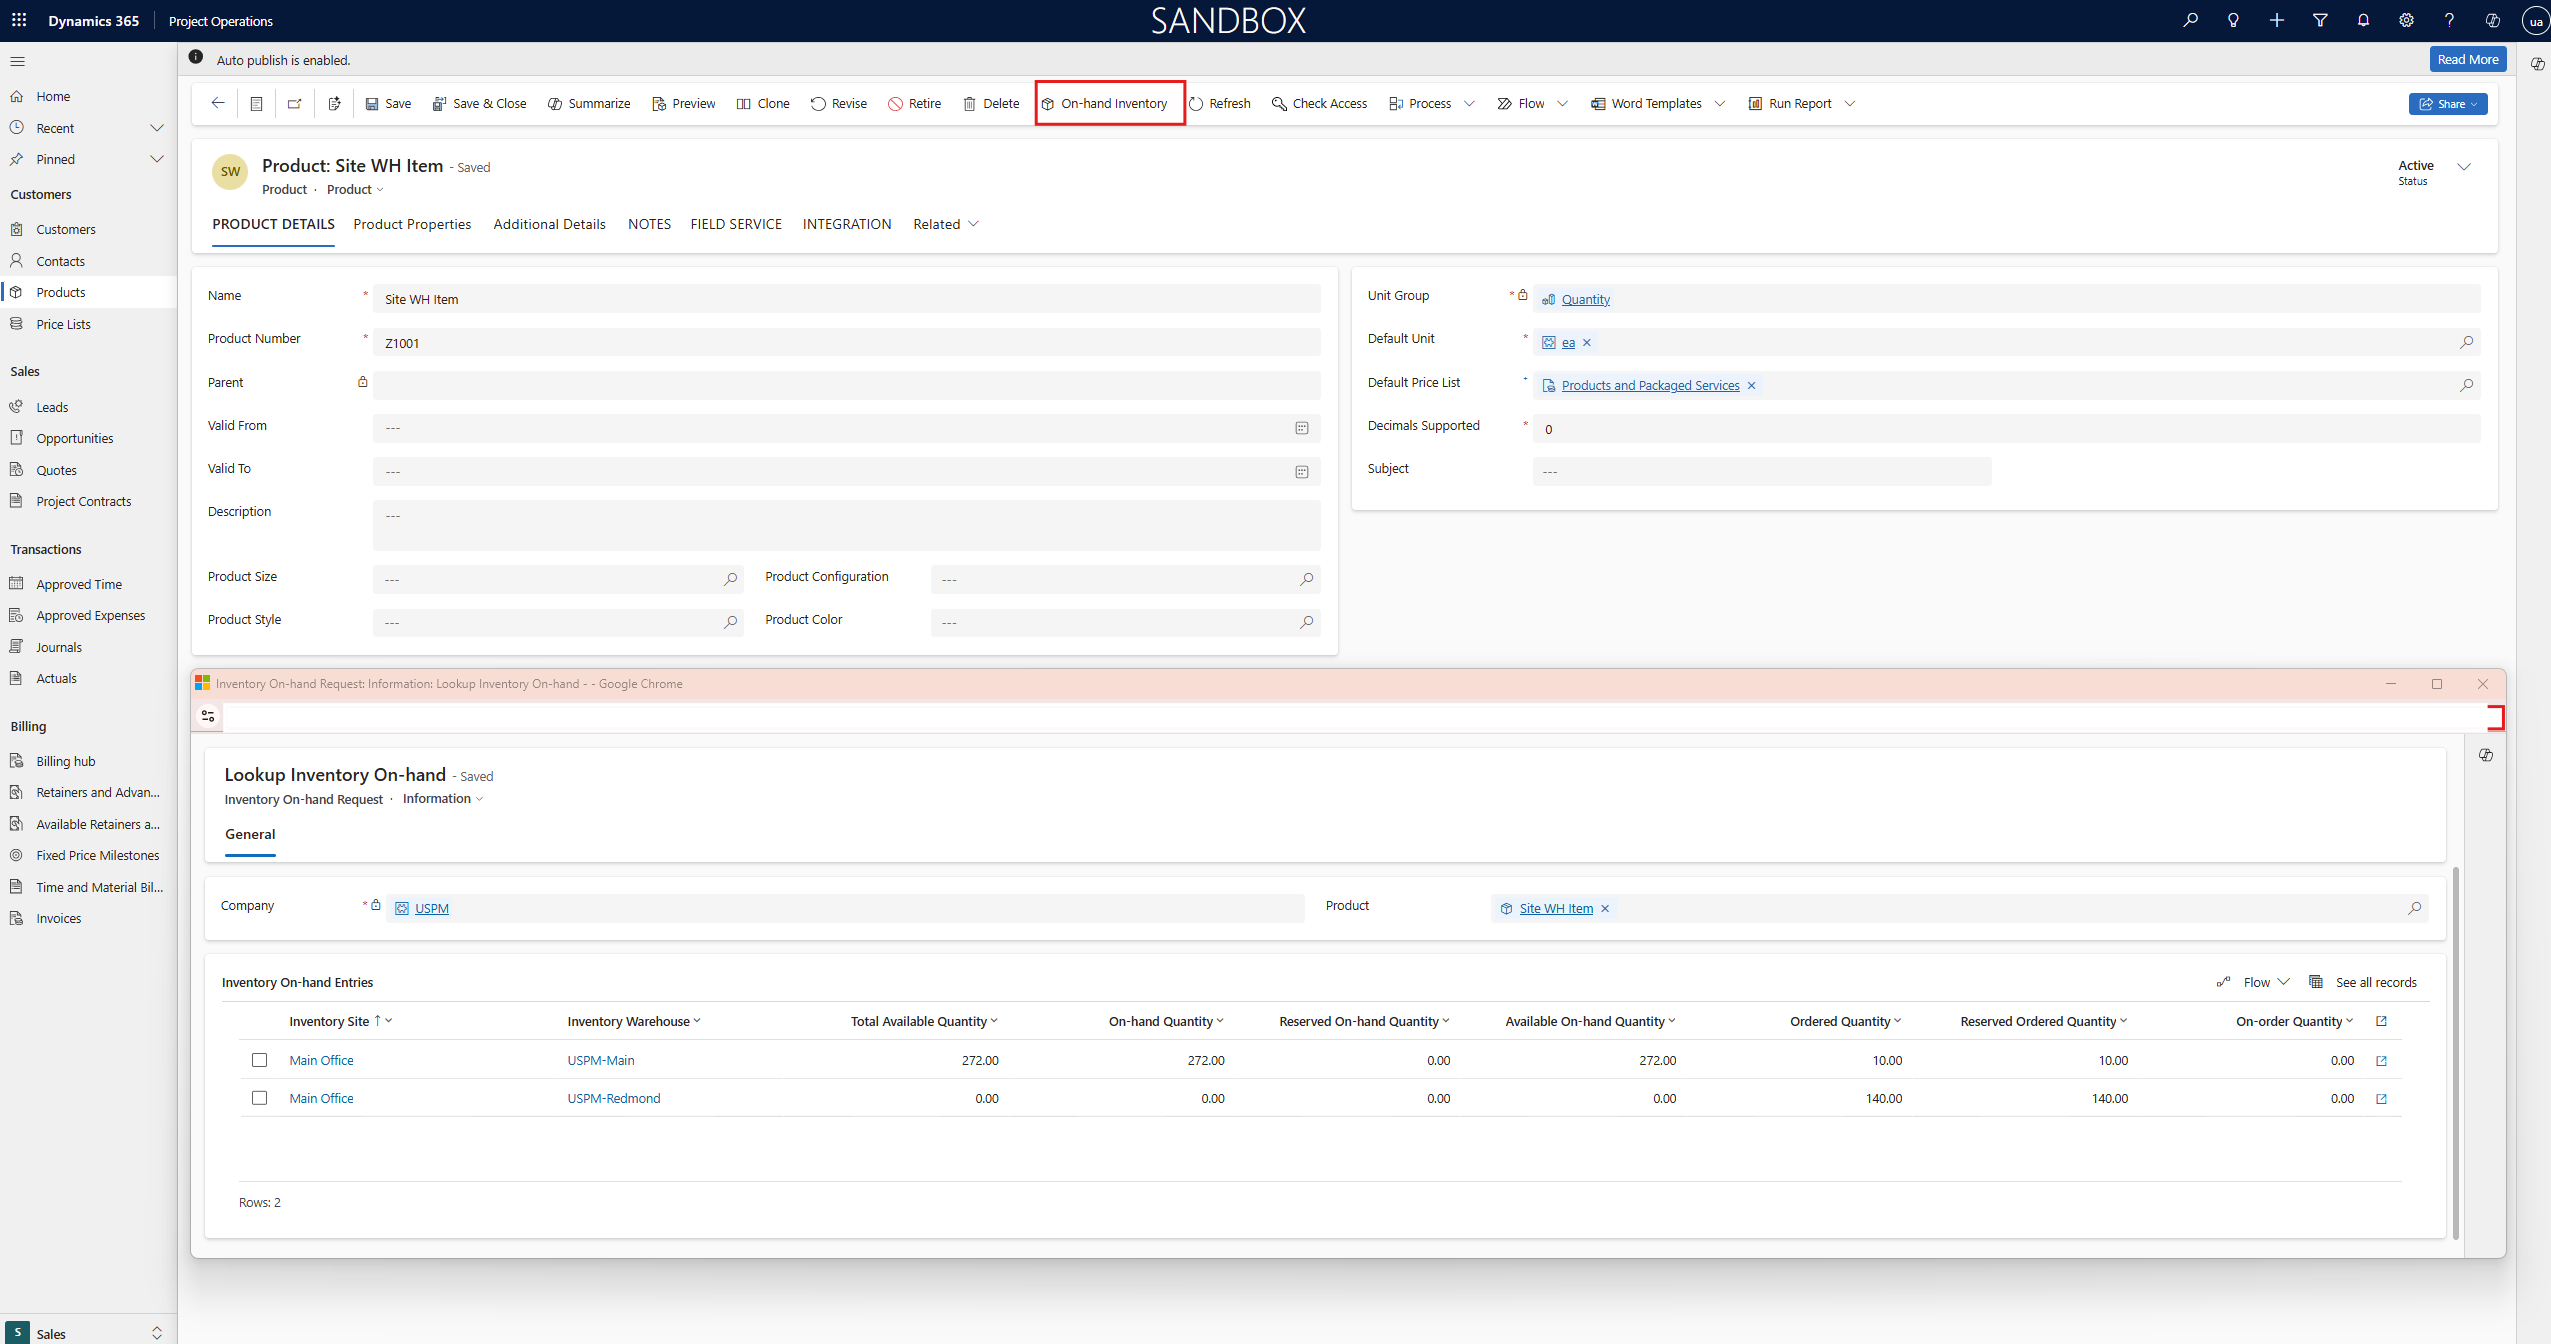 Dynamics 365 Project Operations SANDBOX ua
Auto publish is enabled. Read More
Save Save & Close Summarize Preview Clone Revise Retire Delete On-hand Inventory Refresh Check Access Process Flow Word Templates Run Report Share
Home
Recent
Pinned
Customers
Customers
Contacts
Products
Price Lists
Sales
Leads
Opportunities
Quotes
Project Contracts
Transactions
Approved Time
Approved Expenses
Journals
Actuals
Billing
Billing hub
Retainers and Advan...
Available Retainers a...
Fixed Price Milestones
Time and Material Bil...
Invoices
S Sales
SW Product: Site WH Item - Saved
Product · Product
Active
Status
PRODUCT DETAILS Product Properties Additional Details NOTES FIELD SERVICE INTEGRATION Related
Name * Site WH Item
Product Number * Z1001
Parent
Valid From ---
Valid To ---
Description ---
Product Size --- Product Configuration ---
Product Style --- Product Color ---
Unit Group * Quantity
Default Unit * ea
Default Price List + Products and Packaged Services
Decimals Supported * 0
Subject ---
Inventory On-hand Request: Information: Lookup Inventory On-hand - - Google Chrome
Lookup Inventory On-hand - Saved
Inventory On-hand Request · Information
General
Company * USPM Product Site WH Item
Inventory On-hand Entries Flow See all records
Inventory Site Inventory Warehouse Total Available Quantity On-hand Quantity Reserved On-hand Quantity Available On-hand Quantity Ordered Quantity Reserved Ordered Quantity On-order Quantity
Main Office USPM-Main 272.00 272.00 0.00 272.00 10.00 10.00 0.00
Main Office USPM-Redmond 0.00 0.00 0.00 0.00 140.00 140.00 0.00
Rows: 2